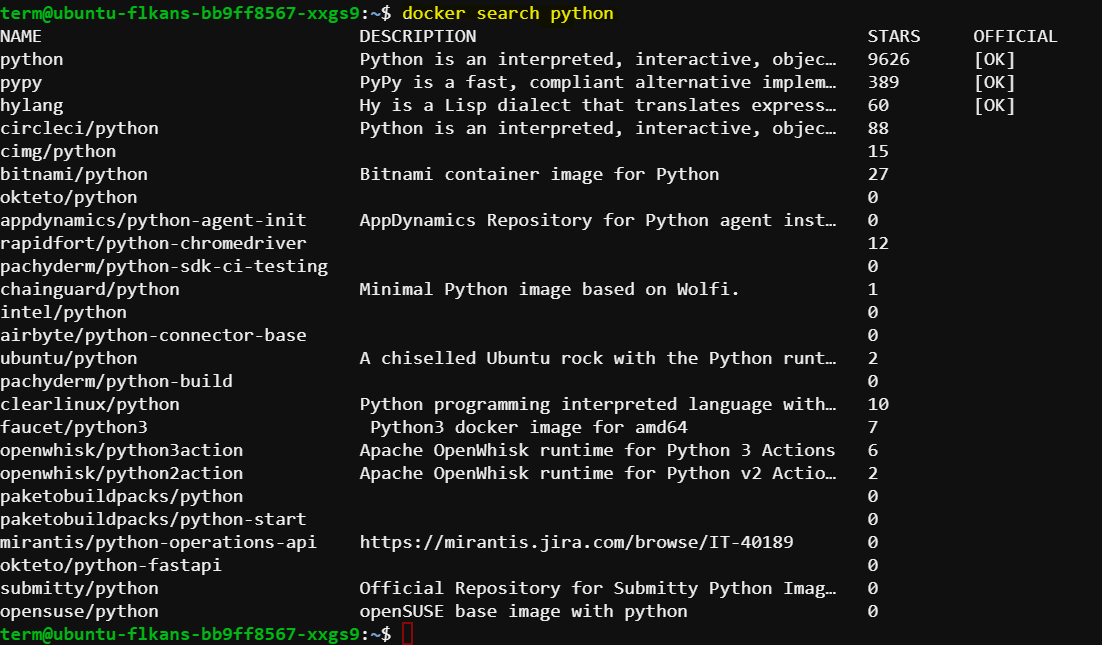 term@ubuntu-flkans-bb9ff8567-xxgs9:~$ docker search python
NAME DESCRIPTION STARS OFFICIAL
python Python is an interpreted, interactive, objec… 9626 [OK]
pypy PyPy is a fast, compliant alternative implem… 389 [OK]
hylang Hy is a Lisp dialect that translates express… 60 [OK]
circleci/python Python is an interpreted, interactive, objec… 88
cimg/python 15
bitnami/python Bitnami container image for Python 27
okteto/python 0
appdynamics/python-agent-init AppDynamics Repository for Python agent inst… 0
rapidfort/python-chromedriver 12
pachyderm/python-sdk-ci-testing 0
chainguard/python Minimal Python image based on Wolfi. 1
intel/python 0
airbyte/python-connector-base 0
ubuntu/python A chiselled Ubuntu rock with the Python runt… 2
pachyderm/python-build 0
clearlinux/python Python programming interpreted language with… 10
faucet/python3 Python3 docker image for amd64 7
openwhisk/python3action Apache OpenWhisk runtime for Python 3 Actions 6
openwhisk/python2action Apache OpenWhisk runtime for Python v2 Actio… 2
paketobuildpacks/python 0
paketobuildpacks/python-start 0
mirantis/python-operations-api https://mirantis.jira.com/browse/IT-40189 0
okteto/python-fastapi 0
submitty/python Official Repository for Submitty Python Imag… 0
opensuse/python openSUSE base image with python 0
term@ubuntu-flkans-bb9ff8567-xxgs9:~$